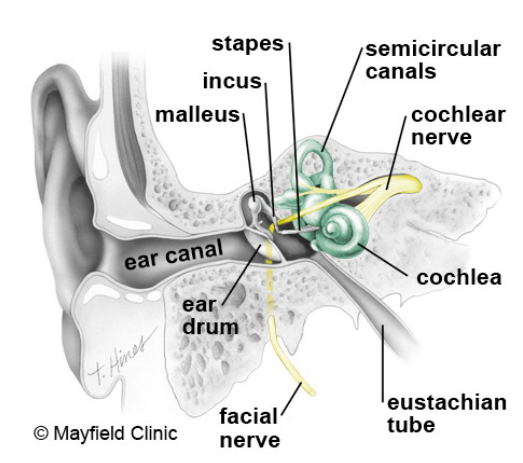 stapes
semicircular
canals
incus
malleus
cochlear
nerve
ear canal
cochlea
ear
drum
T. Hines
eustachian
tube
facial
nerve
© Mayfield Clinic